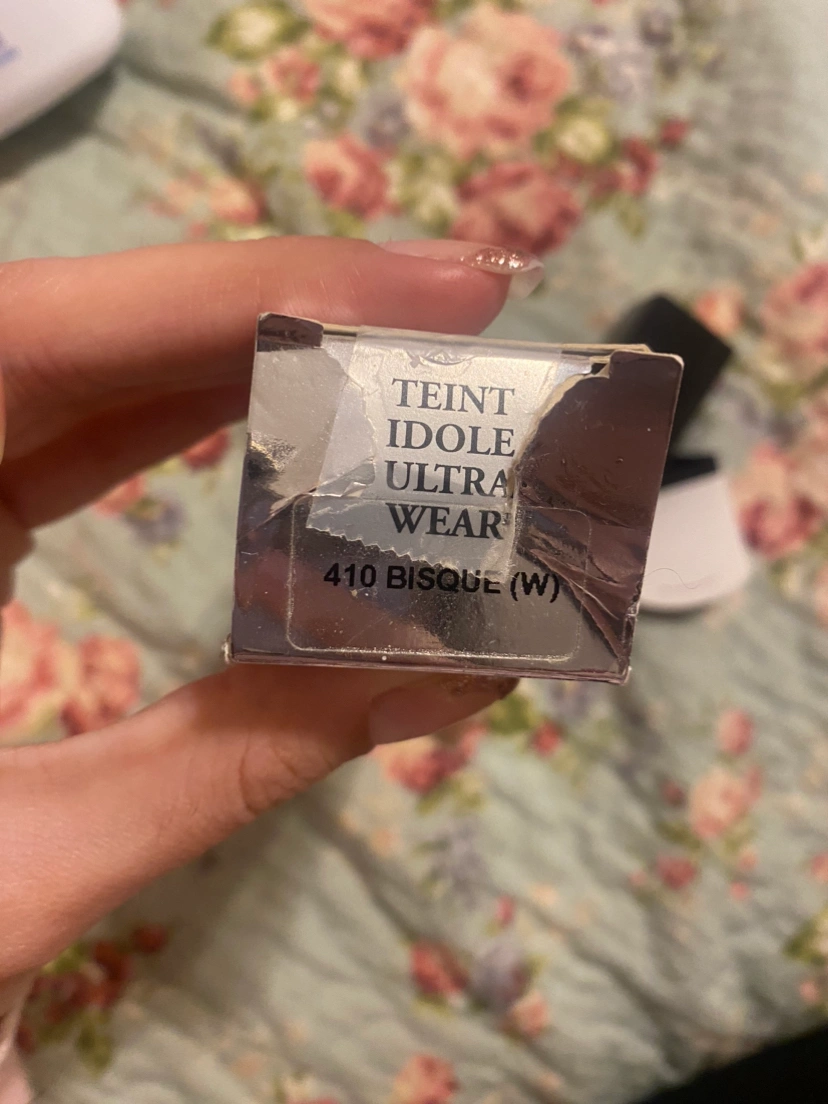 TEINT
IDOLE
ULTRA
WEAR
410 BISQUE (W)